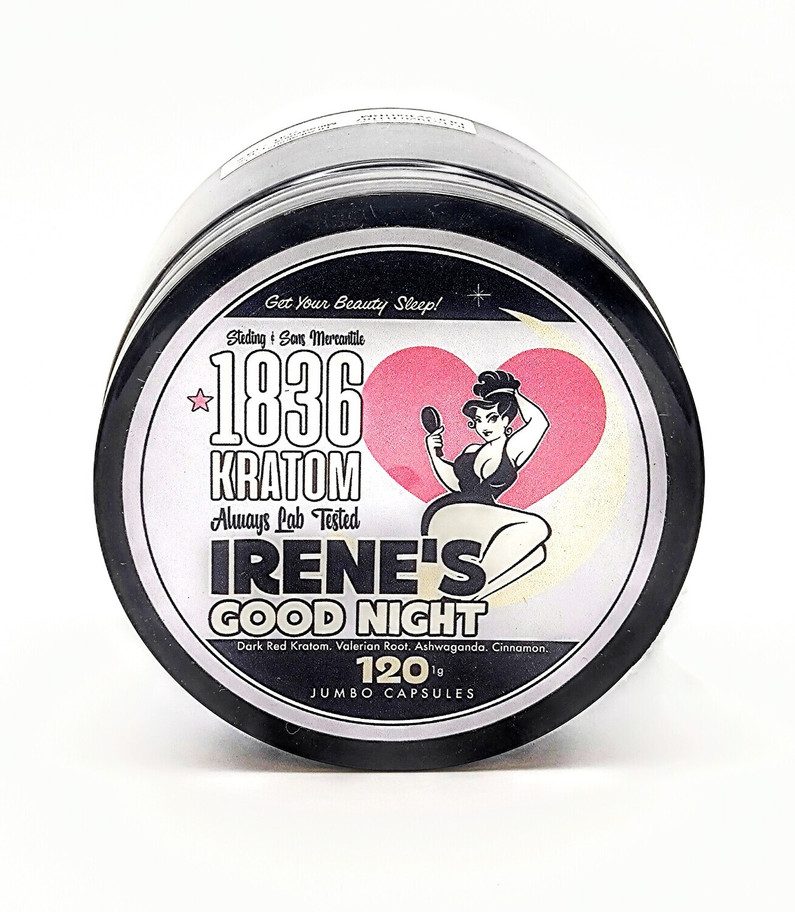 Get Your Beauty Sleep!
Steding & Sons Mercantile
1836
KRATOM
Always Lab Tested
IRENE'S
GOOD NIGHT
Dark Red Kratom. Valerian Root. Ashwaganda. Cinnamon.
120 1g
JUMBO CAPSULES